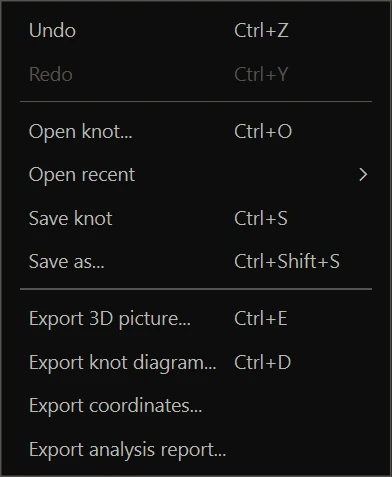 Undo Ctrl+Z
Redo Ctrl+Y
Open knot... Ctrl+O
Open recent
Save knot Ctrl+S
Save as... Ctrl+Shift+S
Export 3D picture... Ctrl+E
Export knot diagram... Ctrl+D
Export coordinates...
Export analysis report...